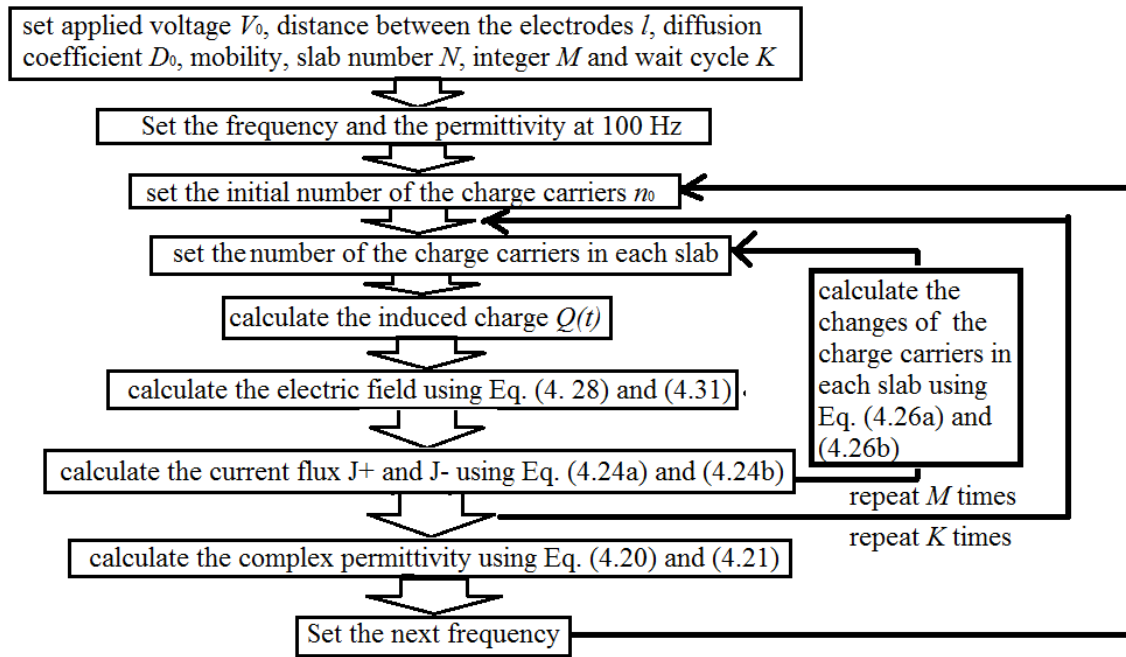 set applied voltage V₀, distance between the electrodes l, diffusion
coefficient D₀, mobility, slab number N, integer M and wait cycle K
Set the frequency and the permittivity at 100 Hz
set the initial number of the charge carriers n₀
set the number of the charge carriers in each slab
calculate the induced charge Q(t)
calculate the electric field using Eq. (4. 28) and (4.31)
calculate the current flux J+ and J- using Eq. (4.24a) and (4.24b)
calculate the
changes of the
charge carriers in
each slab using
Eq. (4.26a) and
(4.26b)
repeat M times
repeat K times
calculate the complex permittivity using Eq. (4.20) and (4.21)
Set the next frequency